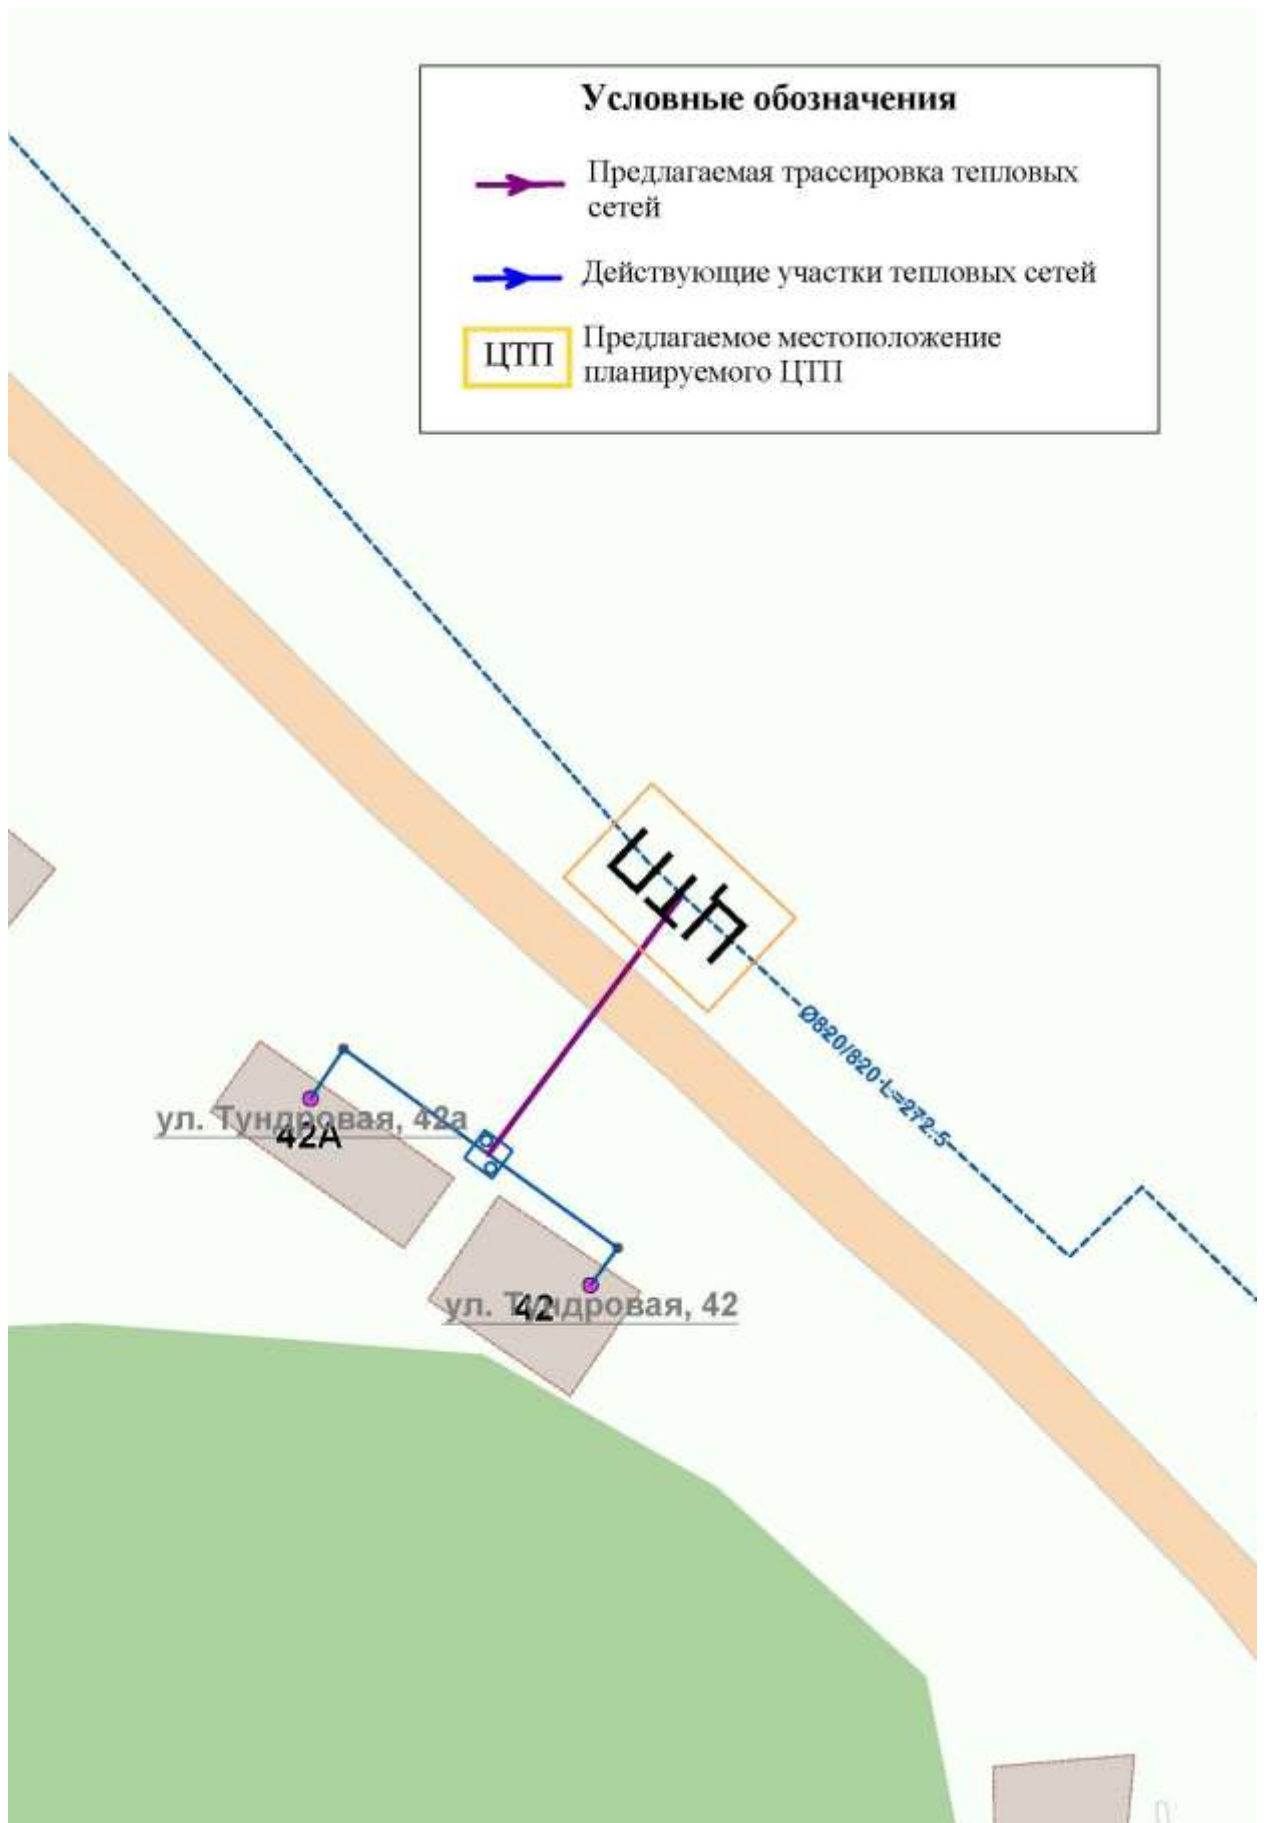 Условные обозначения
Предлагаемая трассировка тепловых
сетей
Действующие участки тепловых сетей
ЦТП
Предлагаемое местоположение
планируемого ЦТП
ЦТП
Ø820/820 L=272.5
ул. Тундровая, 42а
42А
ул. Тундровая, 42
42